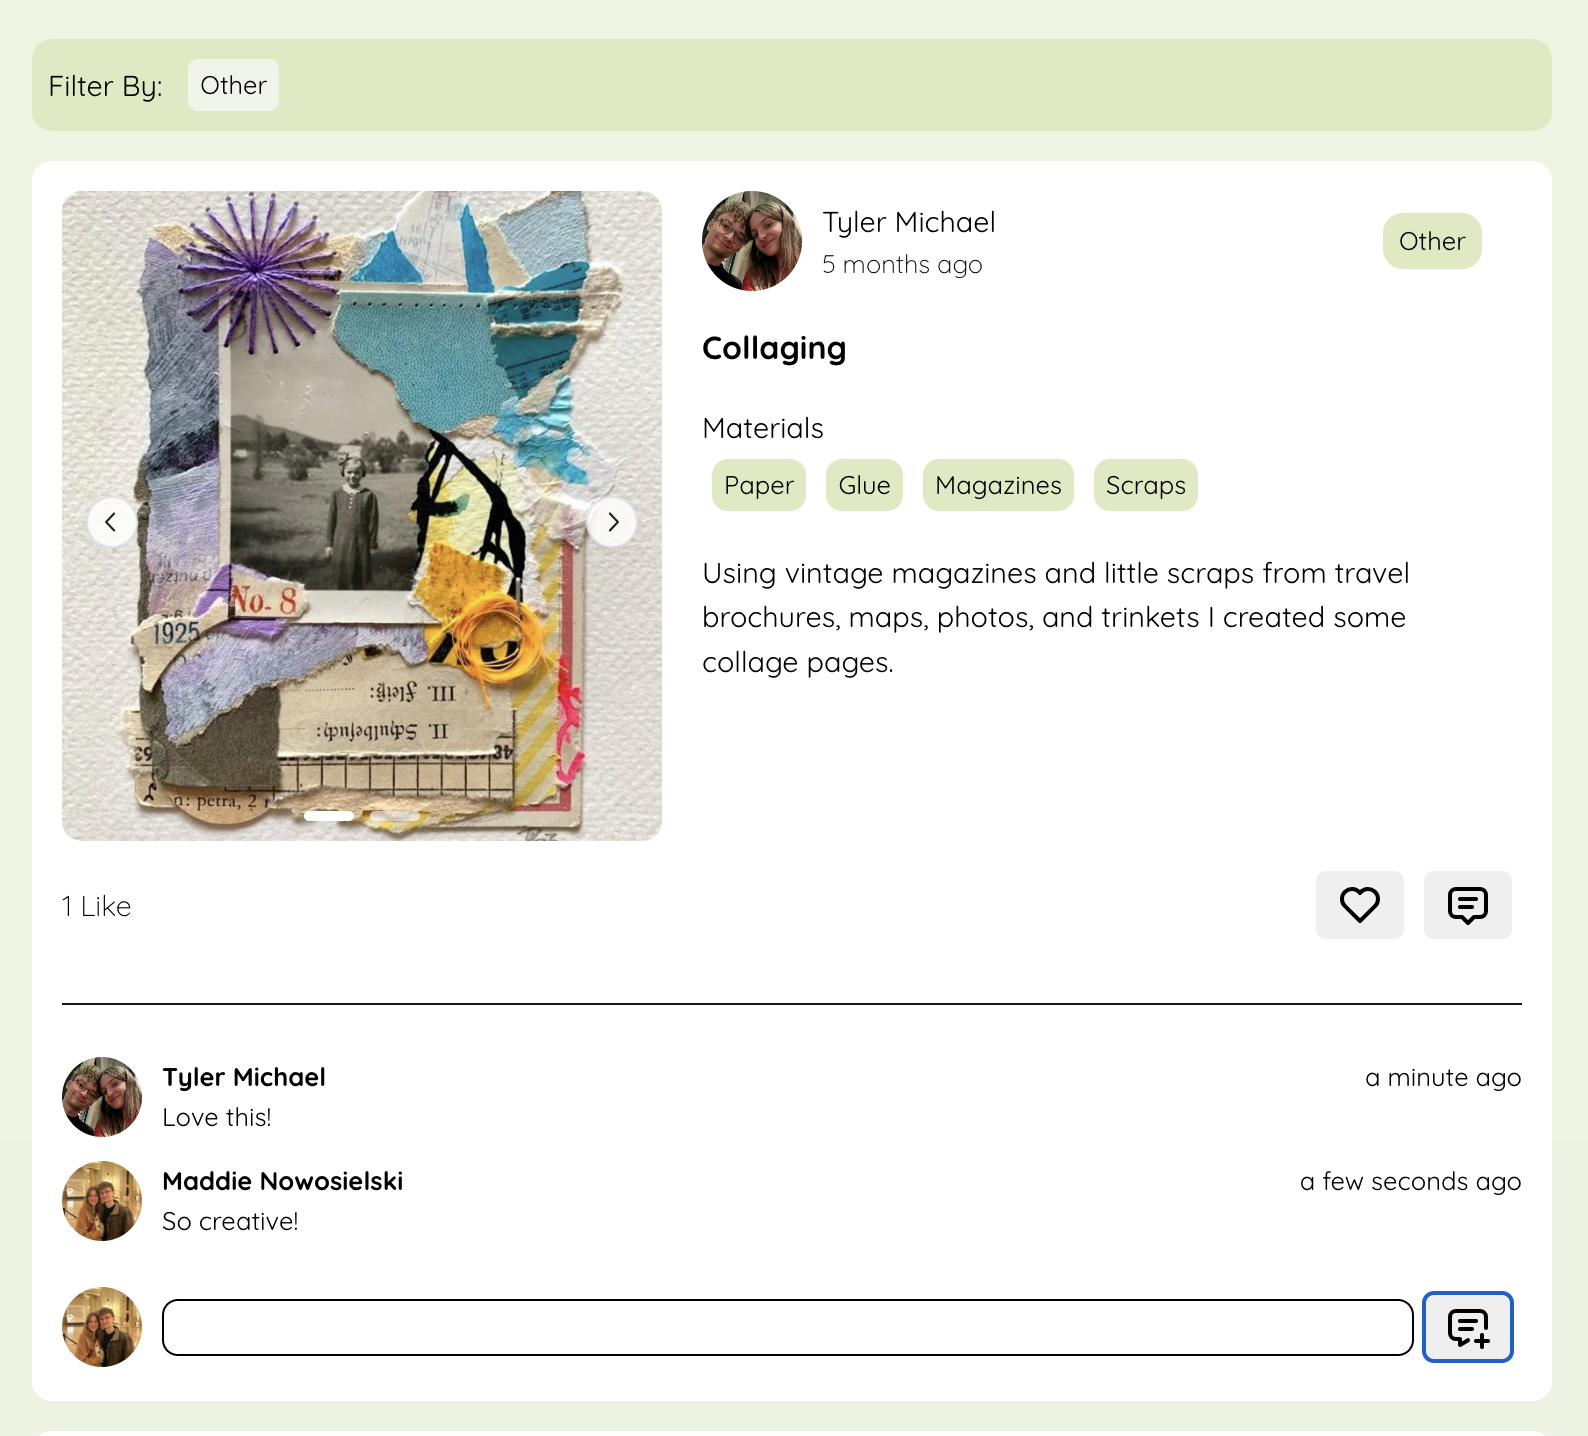 Filter By: Other
Tyler Michael
5 months ago
Other
Collaging
Materials
Paper Glue Magazines Scraps
Using vintage magazines and little scraps from travel
brochures, maps, photos, and trinkets I created some
collage pages.
No. 8
1925
III. Fleiß:
II. Schulbesuch:
n: petra, 2
1 Like
Tyler Michael
a minute ago
Love this!
Maddie Nowosielski
a few seconds ago
So creative!